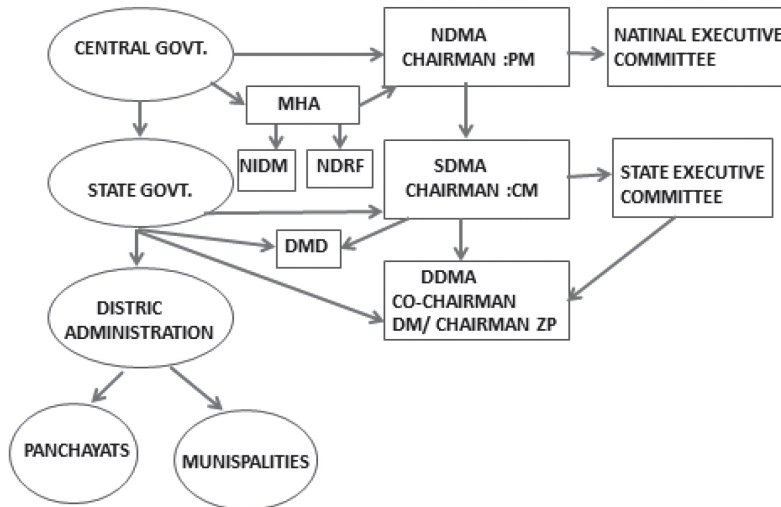 CENTRAL GOVT.
NDMA
CHAIRMAN :PM
NATINAL EXECUTIVE
COMMITTEE
MHA
NIDM
NDRF
STATE GOVT.
SDMA
CHAIRMAN :CM
STATE EXECUTIVE
COMMITTEE
DMD
DDMA
CO-CHAIRMAN
DM/ CHAIRMAN ZP
DISTRIC
ADMINISTRATION
PANCHAYATS
MUNISPALITIES